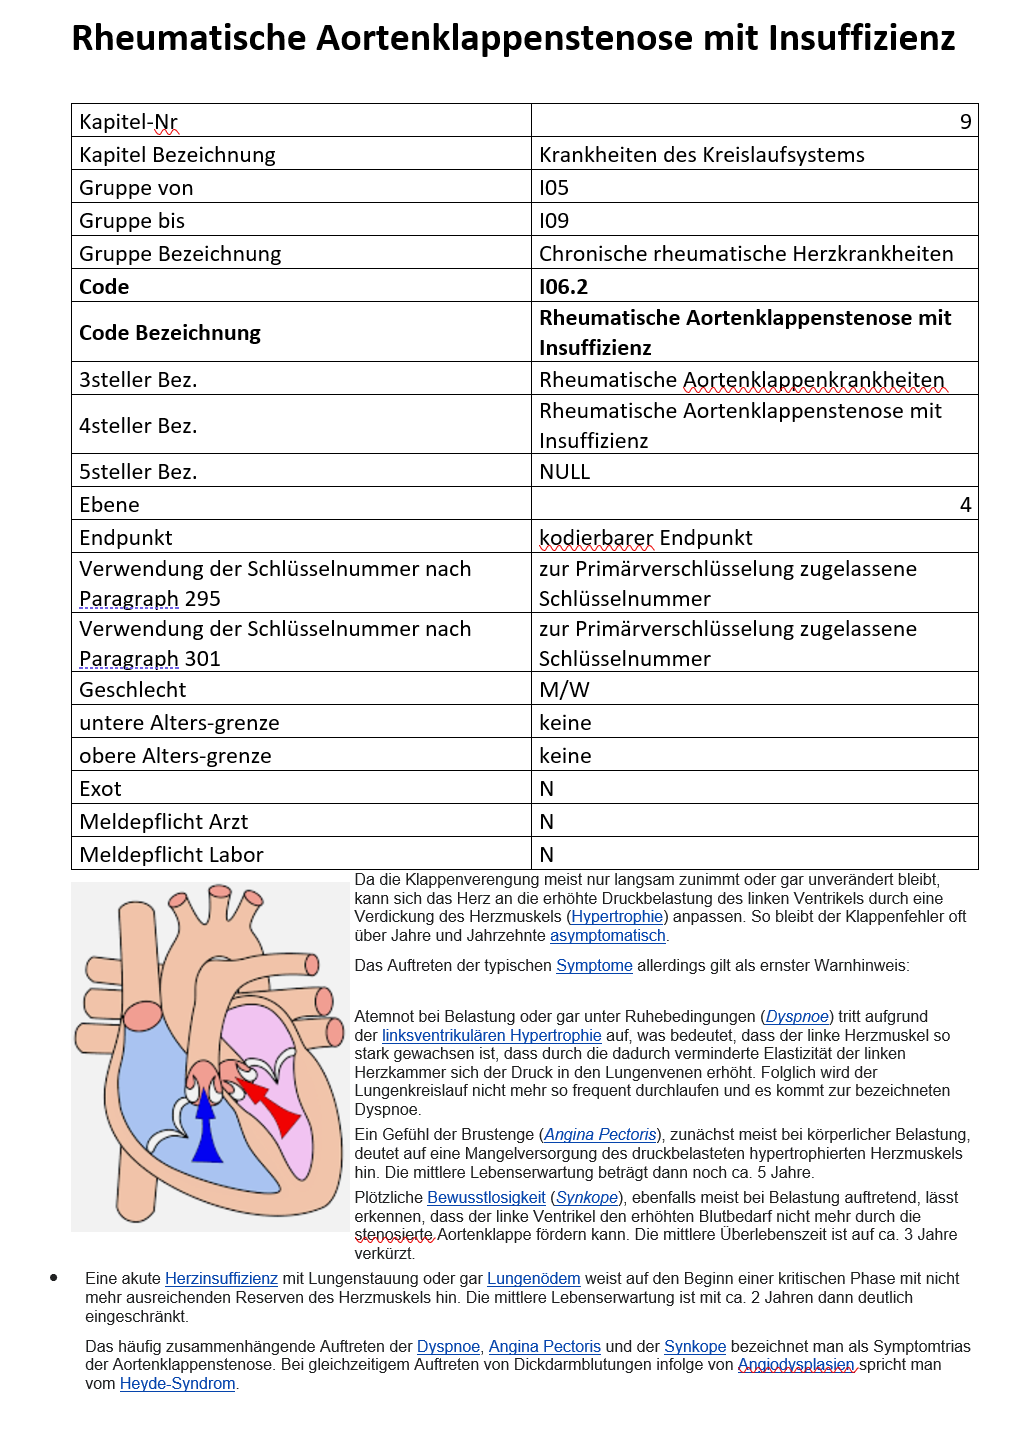 Rheumatische Aortenklappenstenose mit Insuffizienz
Kapitel-Nr 9
Kapitel Bezeichnung Krankheiten des Kreislaufsystems
Gruppe von I05
Gruppe bis I09
Gruppe Bezeichnung Chronische rheumatische Herzkrankheiten
Code I06.2
Code Bezeichnung Rheumatische Aortenklappenstenose mit
Insuffizienz
3steller Bez. Rheumatische Aortenklappenkrankheiten
4steller Bez. Rheumatische Aortenklappenstenose mit
Insuffizienz
5steller Bez. NULL
Ebene 4
Endpunkt kodierbarer Endpunkt
Verwendung der Schlüsselnummer nach zur Primärverschlüsselung zugelassene
Paragraph 295 Schlüsselnummer
Verwendung der Schlüsselnummer nach zur Primärverschlüsselung zugelassene
Paragraph 301 Schlüsselnummer
Geschlecht M/W
untere Alters-grenze keine
obere Alters-grenze keine
Exot N
Meldepflicht Arzt N
Meldepflicht Labor N
Da die Klappenverengung meist nur langsam zunimmt oder gar unverändert bleibt,
kann sich das Herz an die erhöhte Druckbelastung des linken Ventrikels durch eine
Verdickung des Herzmuskels (Hypertrophie) anpassen. So bleibt der Klappenfehler oft
über Jahre und Jahrzehnte asymptomatisch.
Das Auftreten der typischen Symptome allerdings gilt als ernster Warnhinweis:
Atemnot bei Belastung oder gar unter Ruhebedingungen (Dyspnoe) tritt aufgrund
der linksventrikulären Hypertrophie auf, was bedeutet, dass der linke Herzmuskel so
stark gewachsen ist, dass durch die dadurch verminderte Elastizität der linken
Herzkammer sich der Druck in den Lungenvenen erhöht. Folglich wird der
Lungenkreislauf nicht mehr so frequent durchlaufen und es kommt zur bezeichneten
Dyspnoe.
Ein Gefühl der Brustenge (Angina Pectoris), zunächst meist bei körperlicher Belastung,
deutet auf eine Mangelversorgung des druckbelasteten hypertrophierten Herzmuskels
hin. Die mittlere Lebenserwartung beträgt dann noch ca. 5 Jahre.
Plötzliche Bewusstlosigkeit (Synkope), ebenfalls meist bei Belastung auftretend, lässt
erkennen, dass der linke Ventrikel den erhöhten Blutbedarf nicht mehr durch die
stenosierte Aortenklappe fördern kann. Die mittlere Überlebenszeit ist auf ca. 3 Jahre
verkürzt.
• Eine akute Herzinsuffizienz mit Lungenstauung oder gar Lungenödem weist auf den Beginn einer kritischen Phase mit nicht
mehr ausreichenden Reserven des Herzmuskels hin. Die mittlere Lebenserwartung ist mit ca. 2 Jahren dann deutlich
eingeschränkt.
Das häufig zusammenhängende Auftreten der Dyspnoe, Angina Pectoris und der Synkope bezeichnet man als Symptomtrias
der Aortenklappenstenose. Bei gleichzeitigem Auftreten von Dickdarmblutungen infolge von Angiodysplasien spricht man
vom Heyde-Syndrom.